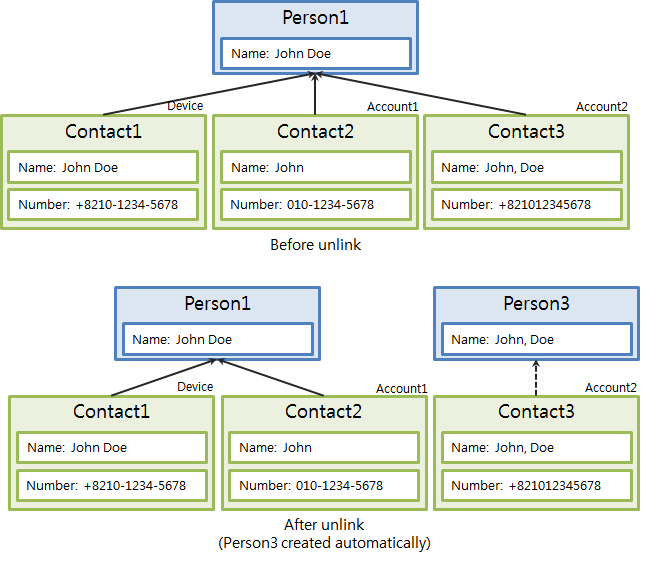 Person1
Name: John Doe
Device
Account1
Account2
Contact1
Contact2
Contact3
Name: John Doe
Name: John
Name: John, Doe
Number: +8210-1234-5678
Number: 010-1234-5678
Number: +821012345678
Before unlink
Person1
Person3
Name: John Doe
Name: John, Doe
Device
Account1
Account2
Contact1
Contact2
Contact3
Name: John Doe
Name: John
Name: John, Doe
Number: +8210-1234-5678
Number: 010-1234-5678
Number: +821012345678
After unlink
(Person3 created automatically)